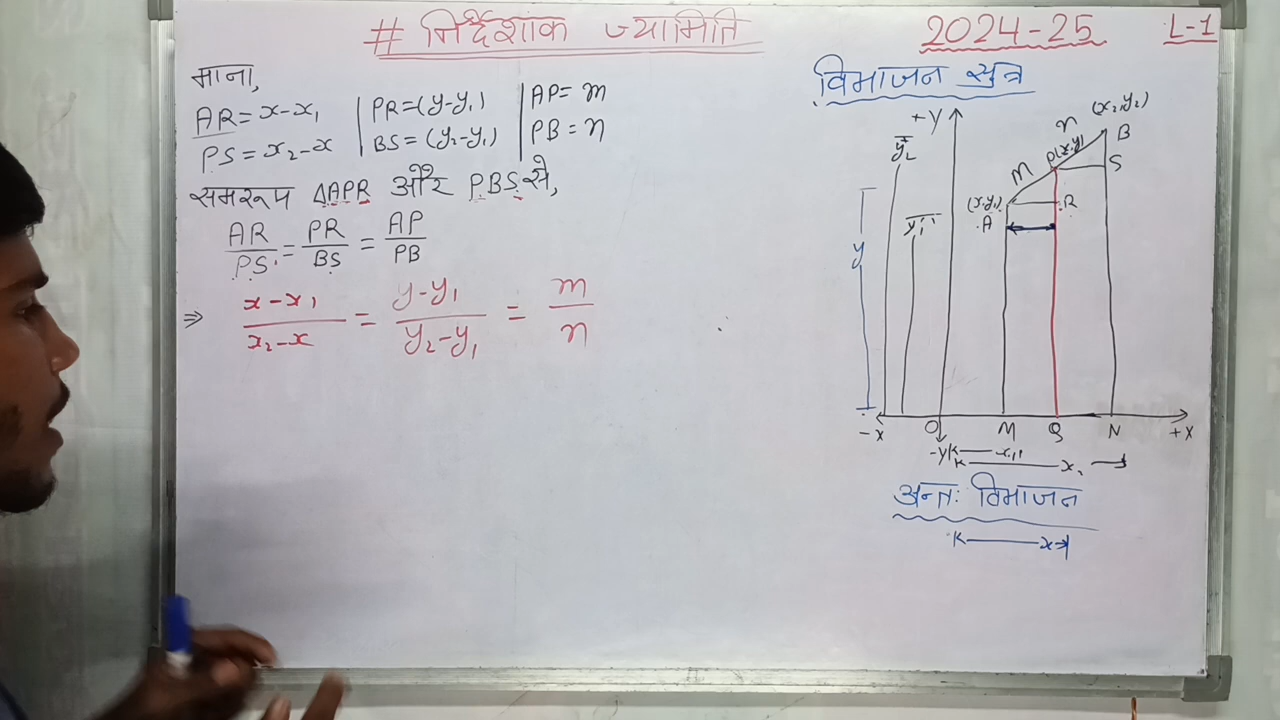 # निर्देशाक ज्यामिति 2024-25 L-1
माना,
AR = x-x₁ | PR = (y-y₁) | AP = m
PS = x₂-x | BS = (y₂-y₁) | PB = n
समरूप ΔAPR और PBS से,
AR/PS = PR/BS = AP/PB
⇒ x-x₁/x₂-x = y-y₁/y₂-y₁ = m/n
विभाजन सुत्र
+Y
(x₂,y₂)
y₂
n
B
P(x,y)
S
m
(x,y₁)
R
A
y₁
y
-X O M Q N +X
-Y
x₁
x₂
अन्तः विभाजन
x